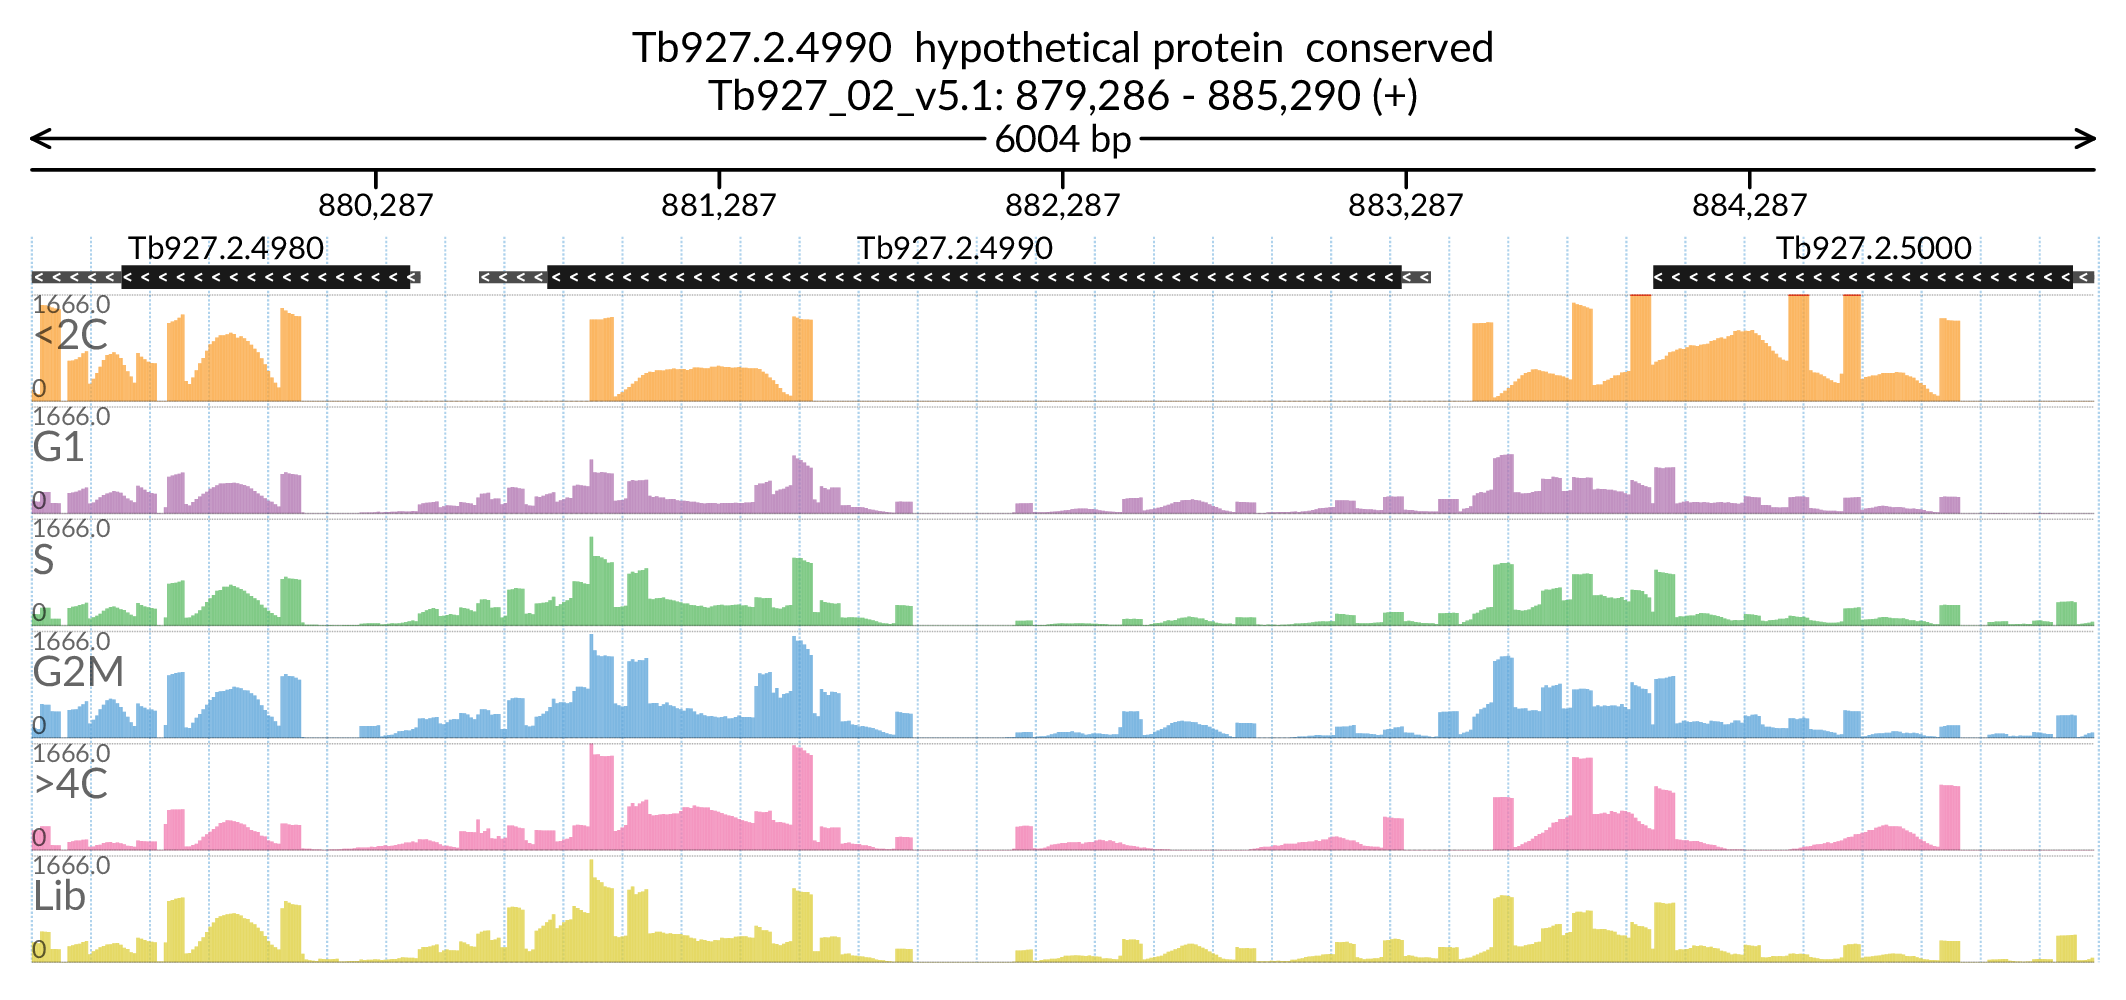 Tb927.2.4990  hypothetical protein  conserved
Tb927_02_v5.1: 879,286 - 885,290 (+)
6004 bp
880,287 881,287 882,287 883,287 884,287
Tb927.2.4980 Tb927.2.4990 Tb927.2.5000
1666.0
<2C
0
1666.0
G1
0
1666.0
S
0
1666.0
G2M
0
1666.0
>4C
0
1666.0
Lib
0